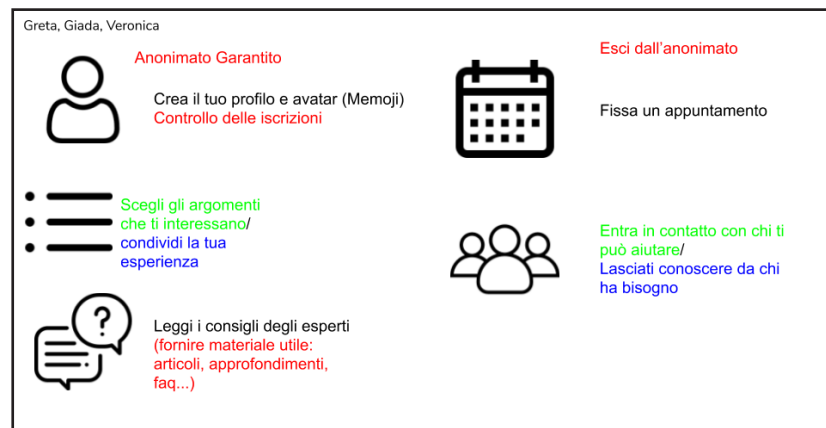 Greta, Giada, Veronica
Anonimato Garantito
Crea il tuo profilo e avatar (Memoji)
Controllo delle iscrizioni
Scegli gli argomenti
che ti interessano/
condividi la tua
esperienza
?
Leggi i consigli degli esperti
(fornire materiale utile:
articoli, approfondimenti,
faq...)
Esci dall'anonimato
Fissa un appuntamento
Entra in contatto con chi ti
può aiutare/
Lasciati conoscere da chi
ha bisogno